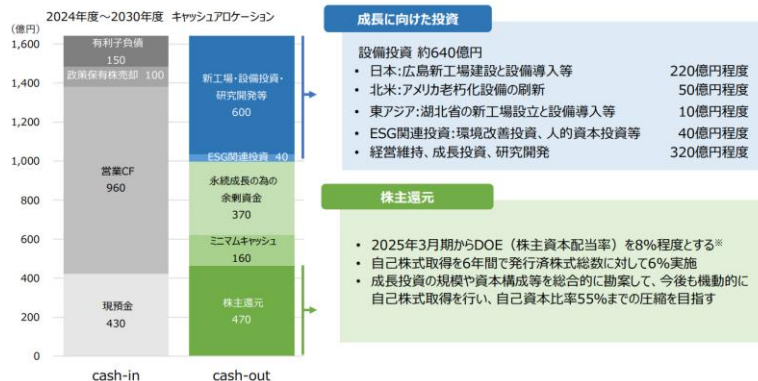 2024年度～2030年度 キャッシュアロケーション
(億円)
1,640
1,400
1,200
1,000
800
600
400
200
0
有利子負債
150
政策保有株売却 100
営業CF
960
現預金
430
cash-in
新工場・設備投資・
研究開発等
600
ESG関連投資 40
永続成長の為の
余剰資金
370
ミニマムキャッシュ
160
株主還元
470
cash-out
成長に向けた投資
設備投資 約640億円
• 日本:広島新工場建設と設備導入等 220億円程度
• 北米:アメリカ老朽化設備の刷新 50億円程度
• 東アジア:湖北省の新工場設立と設備導入等 10億円程度
• ESG関連投資:環境改善投資、人的資本投資等 40億円程度
• 経営維持、成長投資、研究開発 320億円程度
株主還元
• 2025年3月期からDOE（株主資本配当率）を8%程度とする※
• 自己株式取得を6年間で発行済株式総数に対して6%実施
• 成長投資の規模や資本構成等を総合的に勘案して、今後も機動的に
自己株式取得を行い、自己資本比率55%までの圧縮を目指す